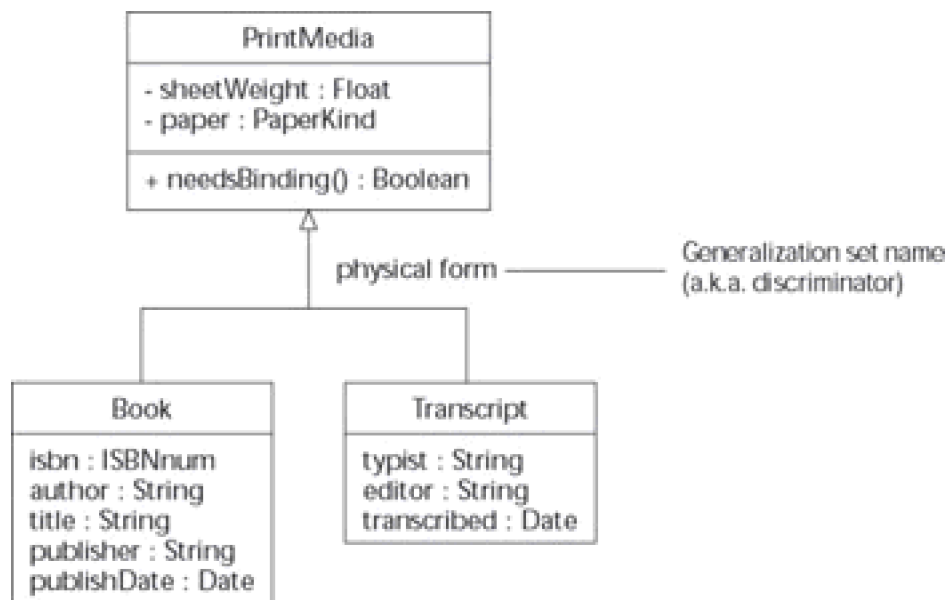 PrintMedia
- sheetWeight : Float
- paper : PaperKind
+ needsBinding() : Boolean
physical form
Generalization set name
(a.k.a. discriminator)
Book
isbn : ISBNnum
author : String
title : String
publisher : String
publishDate : Date
Transcript
typist : String
editor : String
transcribed : Date